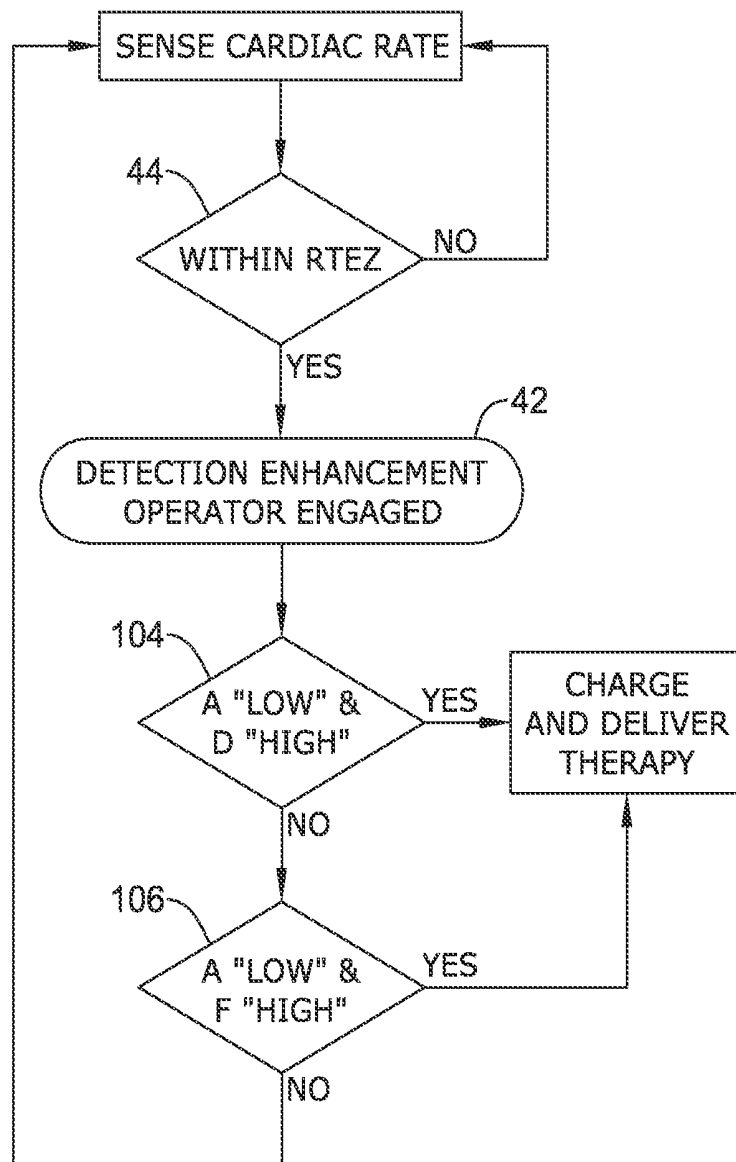 SENSE CARDIAC RATE
44
WITHIN RTEZ
NO
YES
42
DETECTION ENHANCEMENT
OPERATOR ENGAGED
104
A "LOW" &
D "HIGH"
YES
CHARGE
AND DELIVER
THERAPY
NO
106
A "LOW" &
F "HIGH"
YES
NO